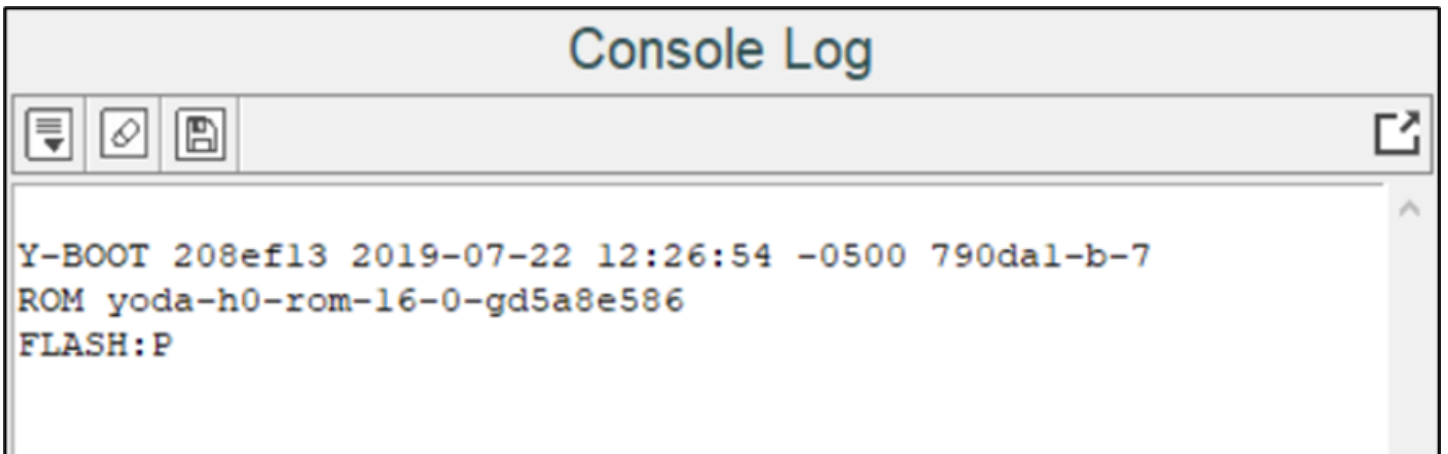 Console Log
Y-BOOT 208ef13 2019-07-22 12:26:54 -0500 790da1-b-7
ROM yoda-h0-rom-16-0-gd5a8e586
FLASH:P